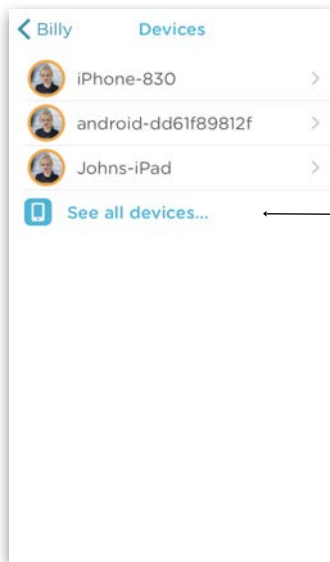 Billy Devices
iPhone-830
android-dd61f89812f
Johns-iPad
See all devices...